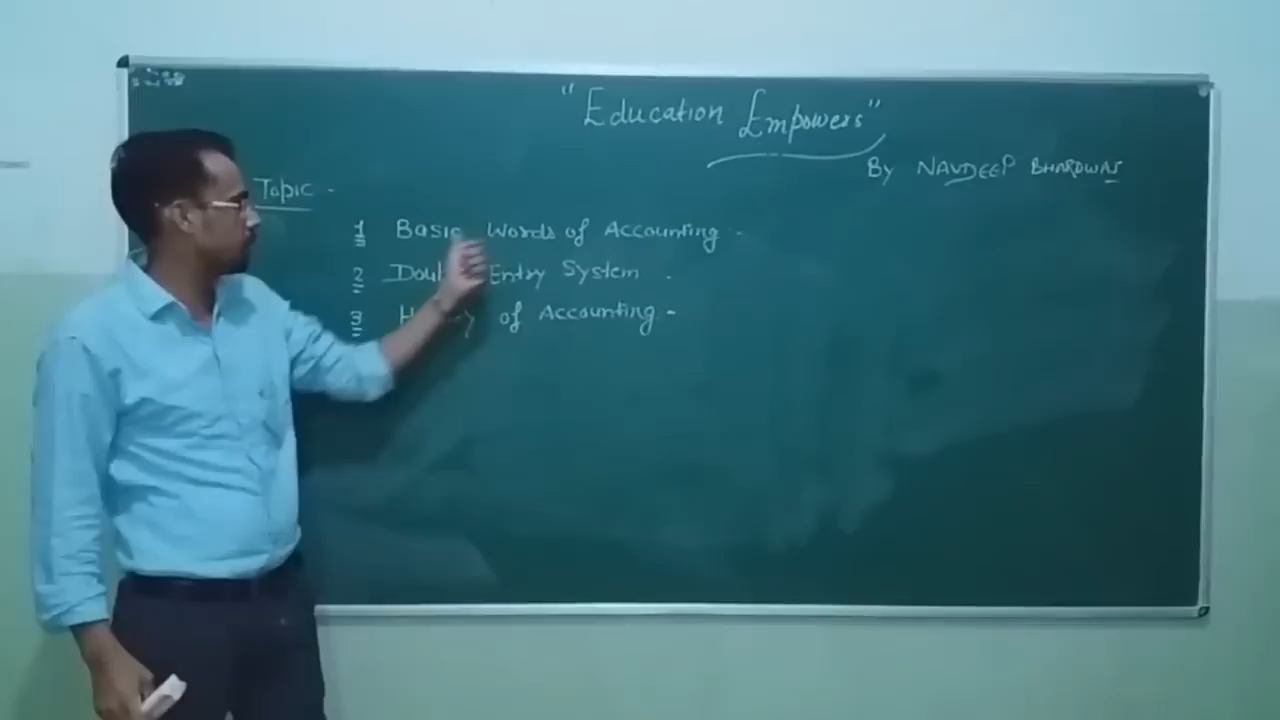 "Education Empowers"
By NAVDEEP BHARDWAJ
Topic -
1 Basic Words of Accounting -
2 Entry System .
3 of Accounting -